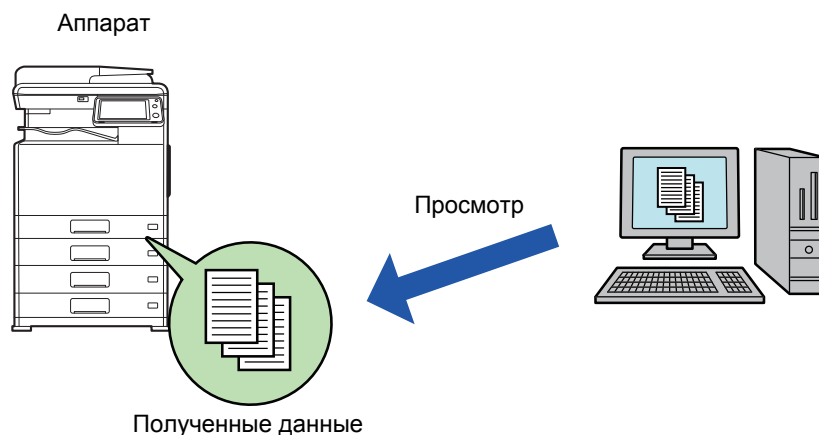 Аппарат
Просмотр
Полученные данные